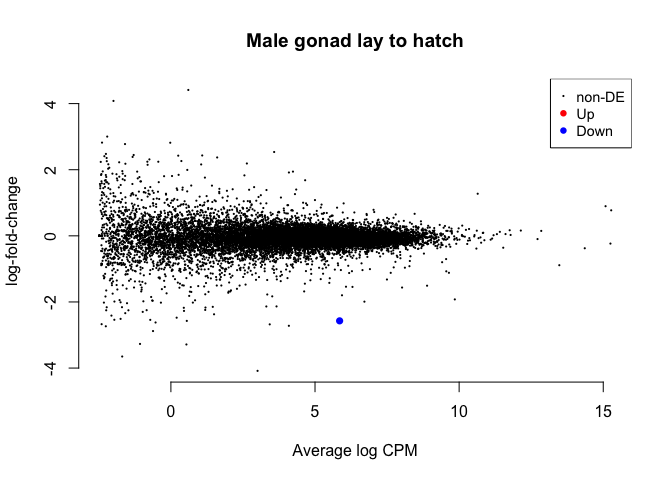 Male gonad lay to hatch
non-DE
Up
Down
log-fold-change
4
2
0
-2
-4
0 5 10 15
Average log CPM